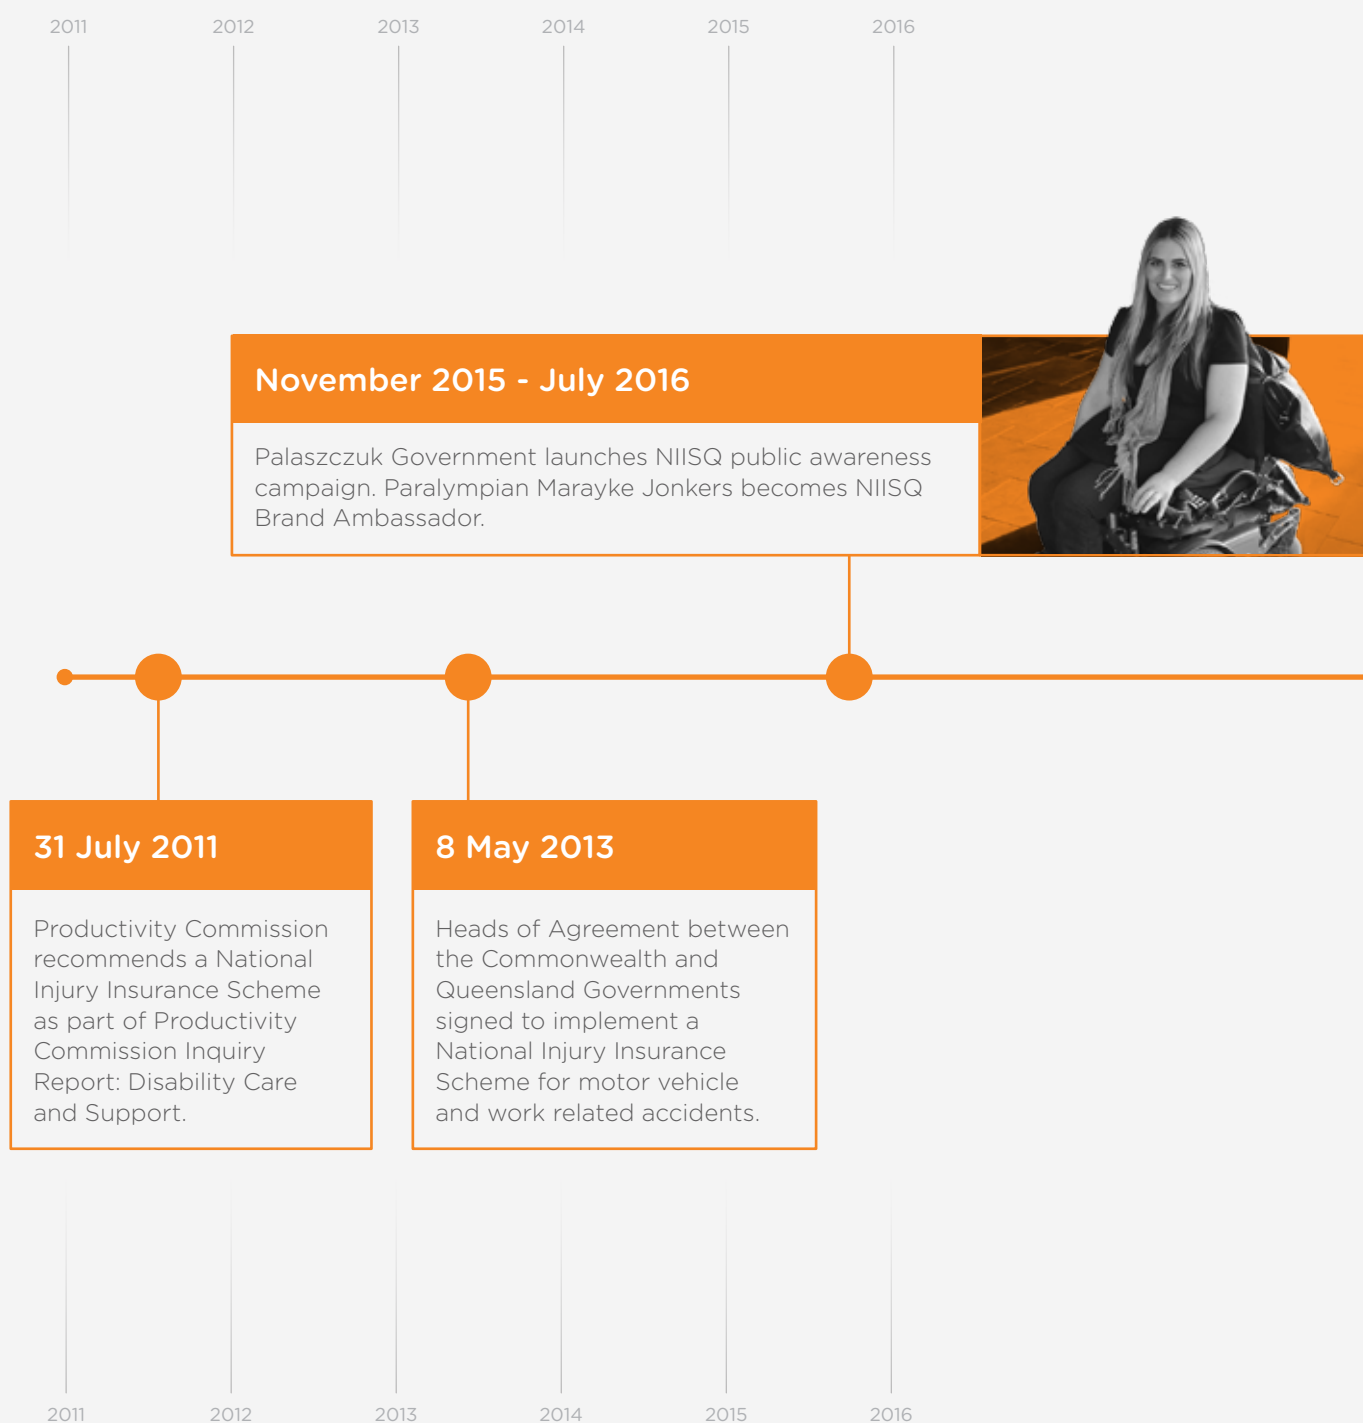 2011 2012 2013 2014 2015 2016
November 2015 - July 2016
Palaszczuk Government launches NIISQ public awareness
campaign. Paralympian Marayke Jonkers becomes NIISQ
Brand Ambassador.
31 July 2011
Productivity Commission
recommends a National
Injury Insurance Scheme
as part of Productivity
Commission Inquiry
Report: Disability Care
and Support.
8 May 2013
Heads of Agreement between
the Commonwealth and
Queensland Governments
signed to implement a
National Injury Insurance
Scheme for motor vehicle
and work related accidents.
2011 2012 2013 2014 2015 2016